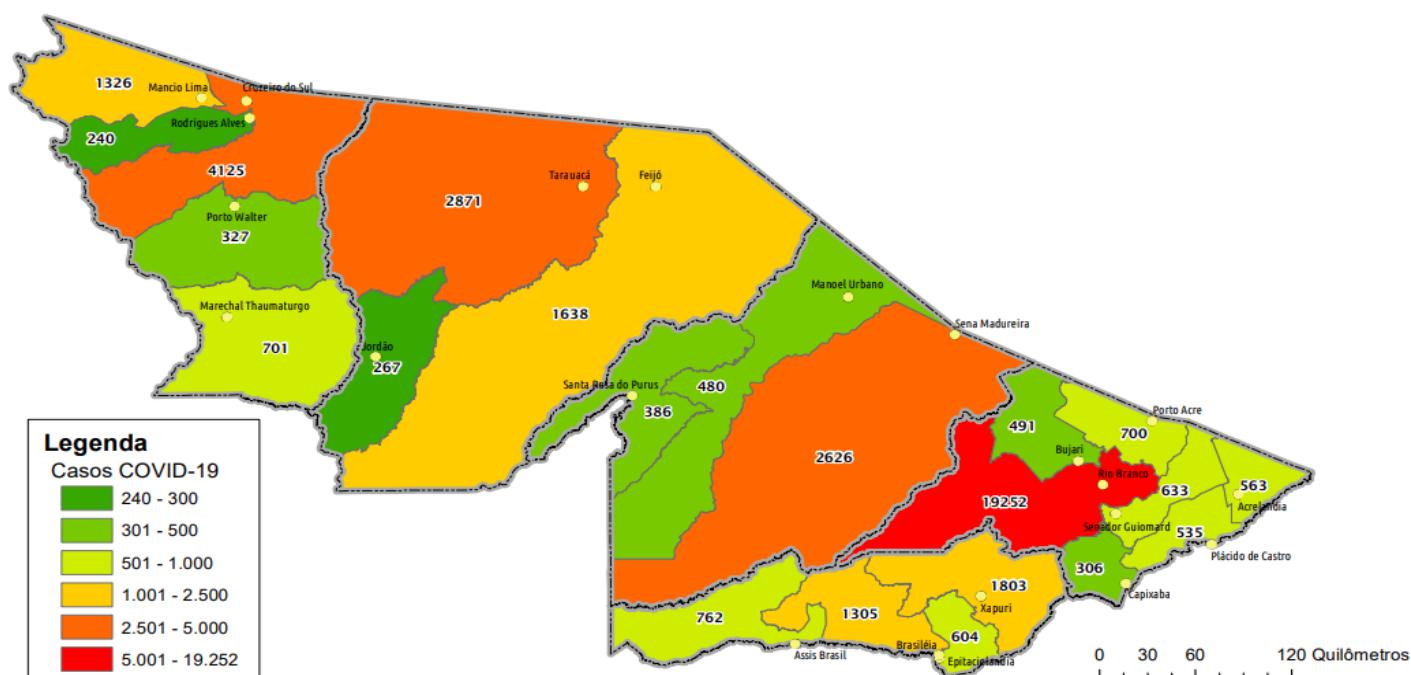 1326
Mancio Lima
Cruzeiro do Sul
Rodrigues Alves
240
4125
Porto Walter
327
Marechal Thaumaturgo
701
2871
Tarauacá
Feijó
1638
Jordão
267
Manoel Urbano
Sena Madureira
Santa Rosa do Purus
480
386
2626
491
Porto Acre
700
Bujari
Rio Branco
19252
633
563
Acrelandia
Senador Guiomard
535
Plácido de Castro
306
Capixaba
762
1305
1803
Xapuri
604
Assis Brasil
Brasiléia
Epitaciolandia
Legenda
Casos COVID-19
240 - 300
301 - 500
501 - 1.000
1.001 - 2.500
2.501 - 5.000
5.001 - 19.252
0 30 60 120 Quilômetros